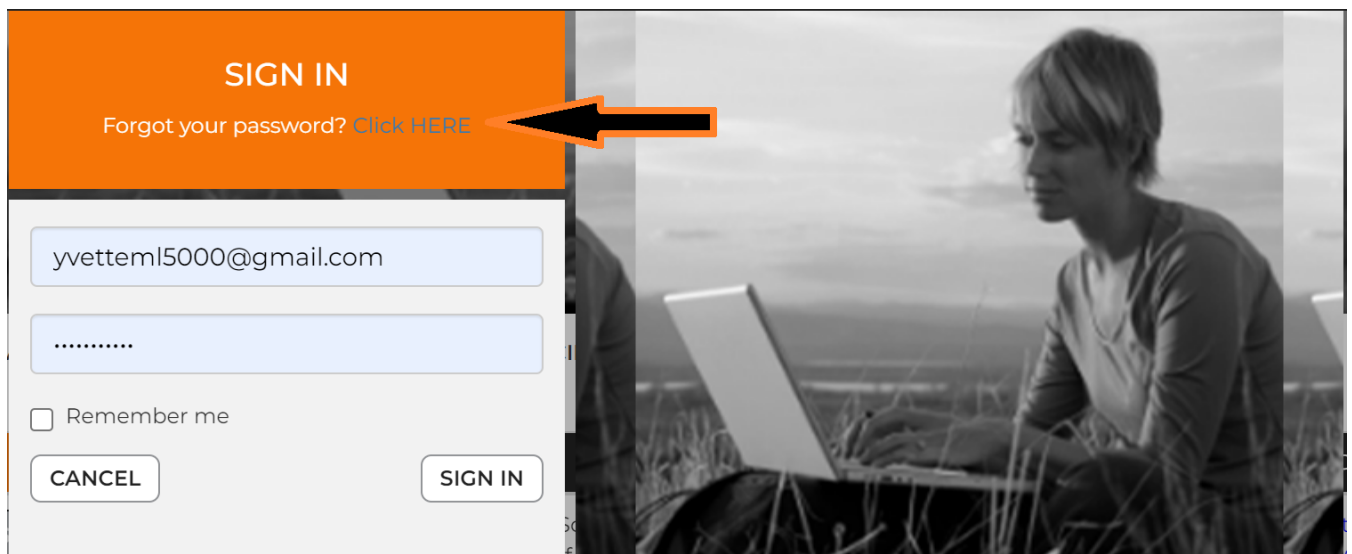 SIGN IN
Forgot your password? Click HERE
yvetteml5000@gmail.com
...........
Remember me
CANCEL
SIGN IN